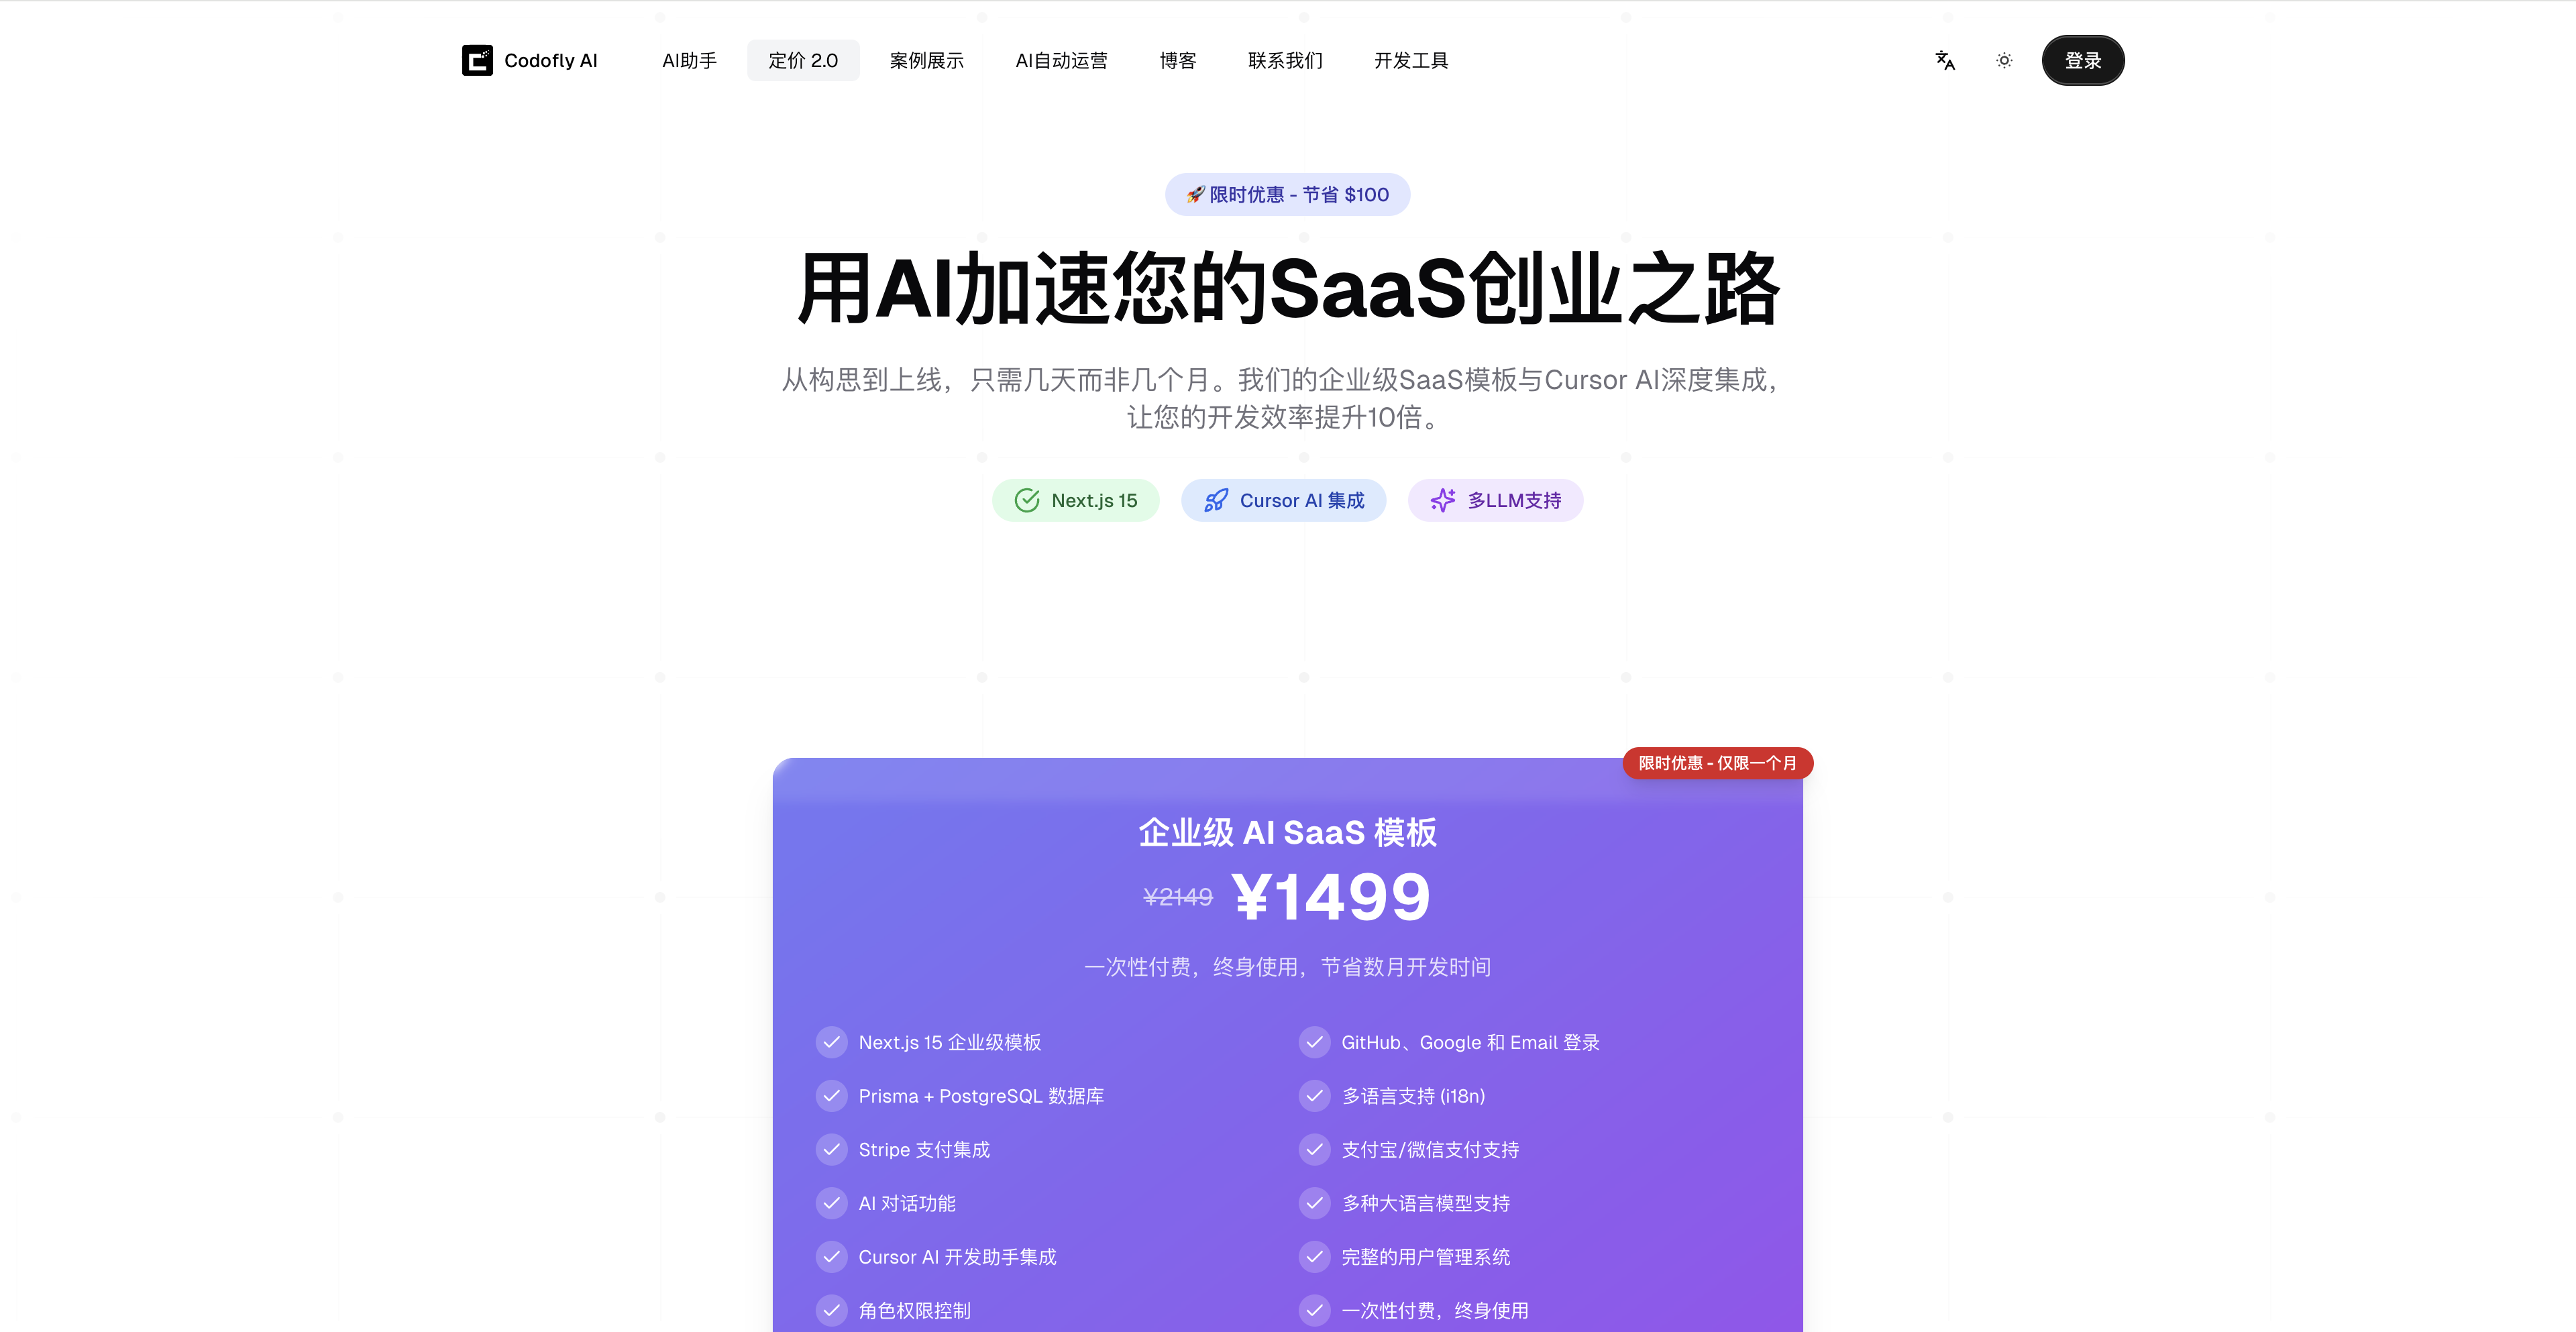 Codofly AI
AI助手
定价 2.0
案例展示
AI自动运营
博客
联系我们
开发工具
登录
🚀 限时优惠 - 节省 $100
用AI加速您的SaaS创业之路
从构思到上线，只需几天而非几个月。我们的企业级SaaS模板与Cursor AI深度集成，
让您的开发效率提升10倍。
Next.js 15
Cursor AI 集成
多LLM支持
限时优惠 - 仅限一个月
企业级 AI SaaS 模板
¥2149 ¥1499
一次性付费，终身使用，节省数月开发时间
Next.js 15 企业级模板
GitHub、Google 和 Email 登录
Prisma + PostgreSQL 数据库
多语言支持 (i18n)
Stripe 支付集成
支付宝/微信支付支持
AI 对话功能
多种大语言模型支持
Cursor AI 开发助手集成
完整的用户管理系统
角色权限控制
一次性付费，终身使用